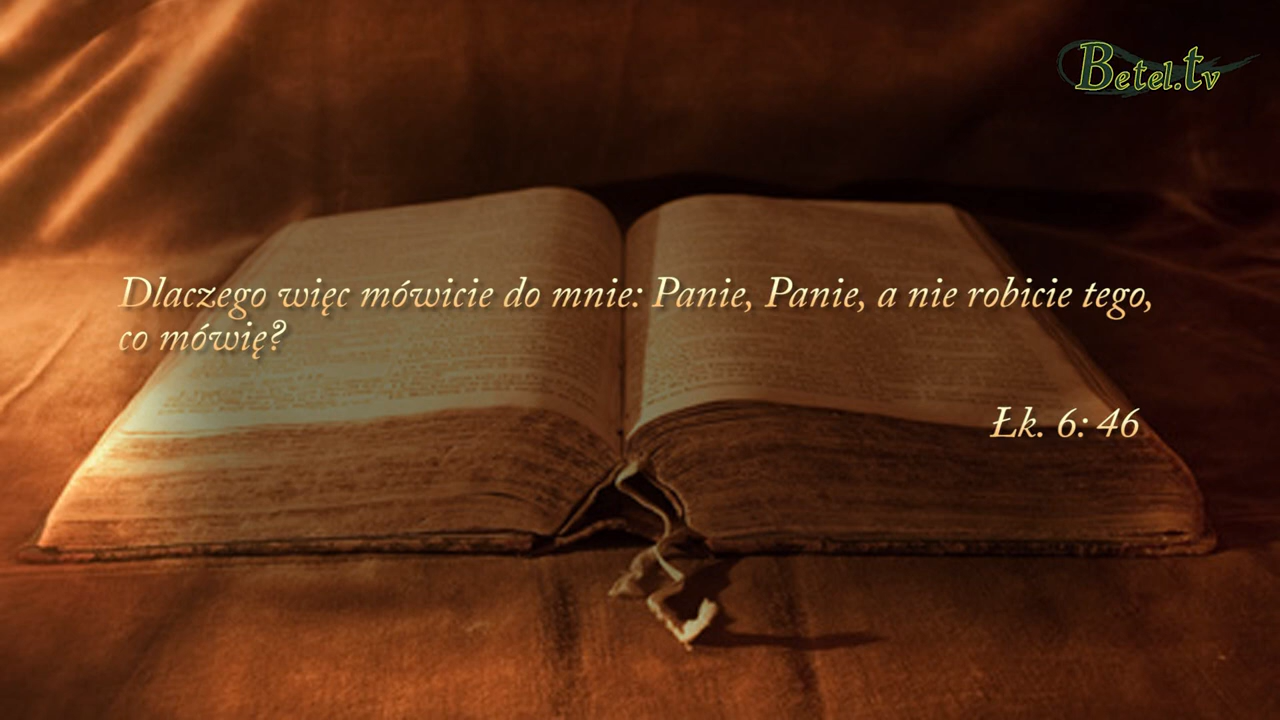 Betel.tv
Dlaczego więc mówicie do mnie: Panie, Panie, a nie robicie tego,
co mówię?
Łk. 6: 46